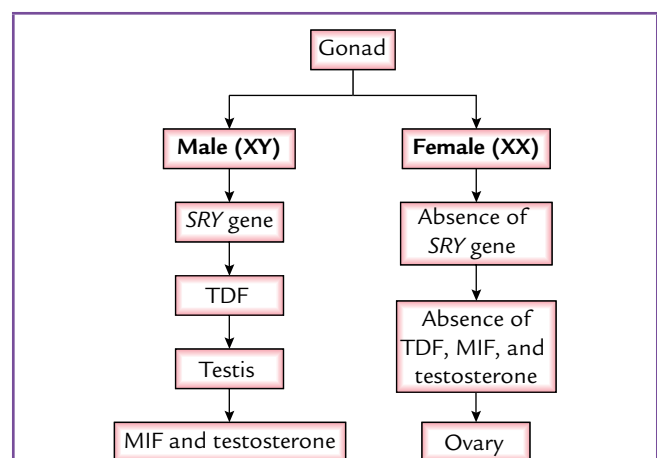 Gonad
Male (XY)
Female (XX)
SRY gene
Absence of
SRY gene
TDF
Absence of
TDF, MIF, and
testosterone
Testis
MIF and testosterone
Ovary